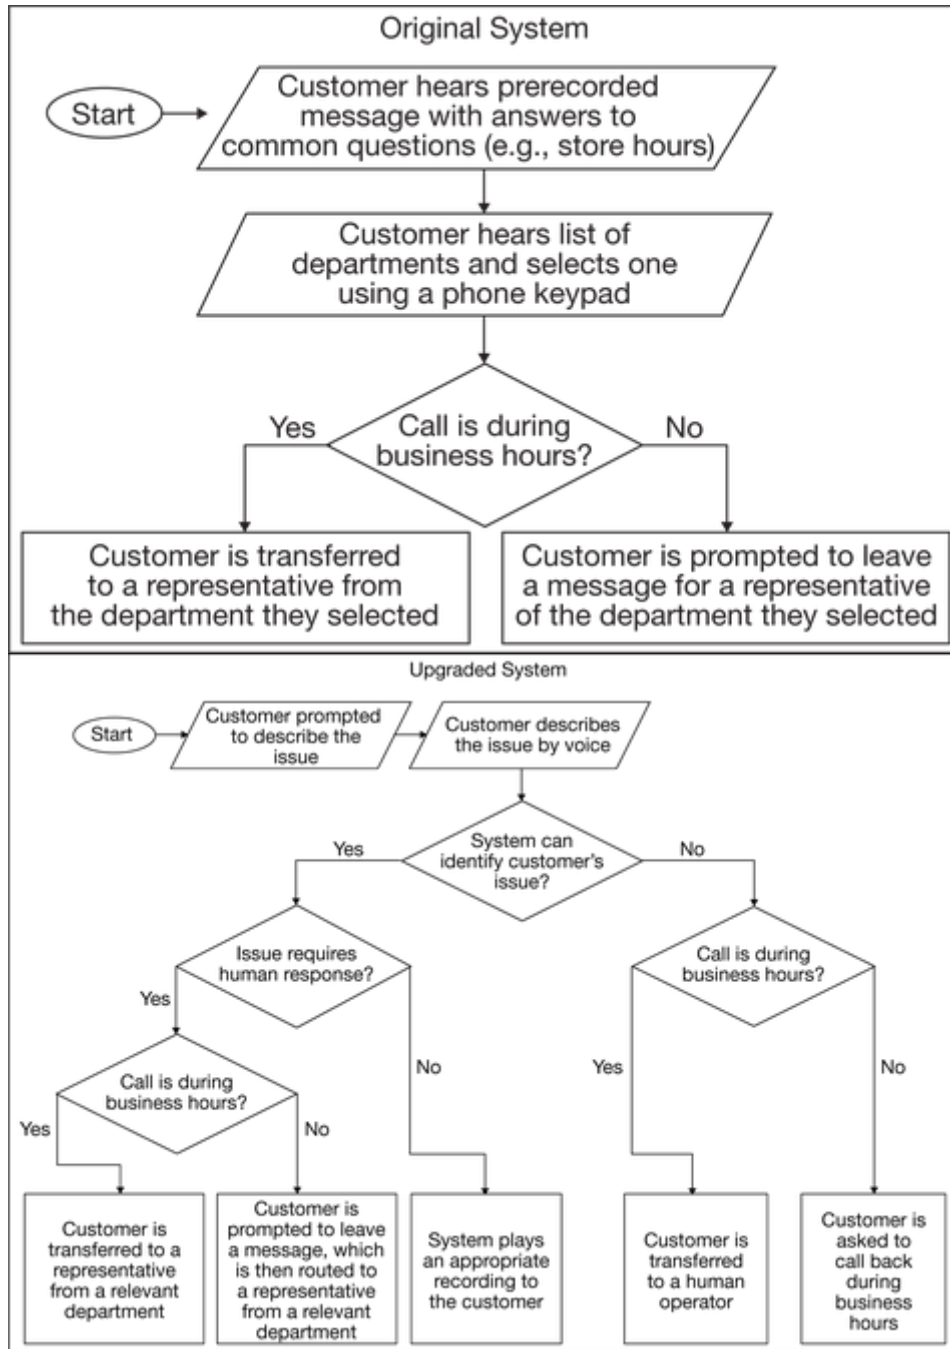 Original System
Start
Customer hears prerecorded
message with answers to
common questions (e.g., store hours)
Customer hears list of
departments and selects one
using a phone keypad
Call is during
business hours?
Yes
No
Customer is transferred
to a representative from
the department they selected
Customer is prompted to leave
a message for a representative
of the department they selected
Upgraded System
Start
Customer prompted
to describe the
issue
Customer describes
the issue by voice
System can
identify customer's
issue?
Yes
No
Issue requires
human response?
Call is during
business hours?
Yes
No
Yes
No
Call is during
business hours?
Yes
No
Customer is
transferred to a
representative
from a relevant
department
Customer is
prompted to leave
a message, which
is then routed to
a representative
from a relevant
department
System plays
an appropriate
recording to
the customer
Customer is
transferred
to a human
operator
Customer is
asked to
call back
during
business
hours